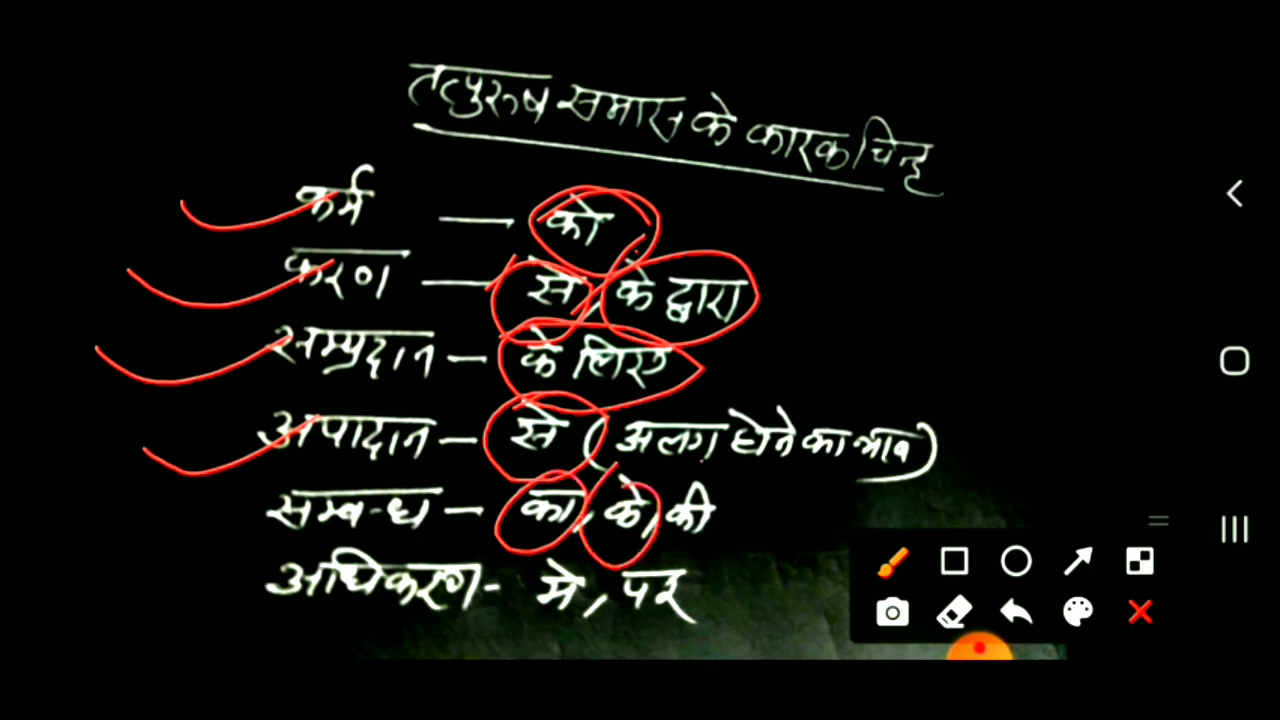 तत्पुरुष समास के कारक चिन्ह
कर्म — को
करण — से, के द्वारा
सम्प्रदान — के लिए
अपादान — से (अलग होने का भाव)
सम्बन्ध — का, के, की
अधिकरण - मे, पर